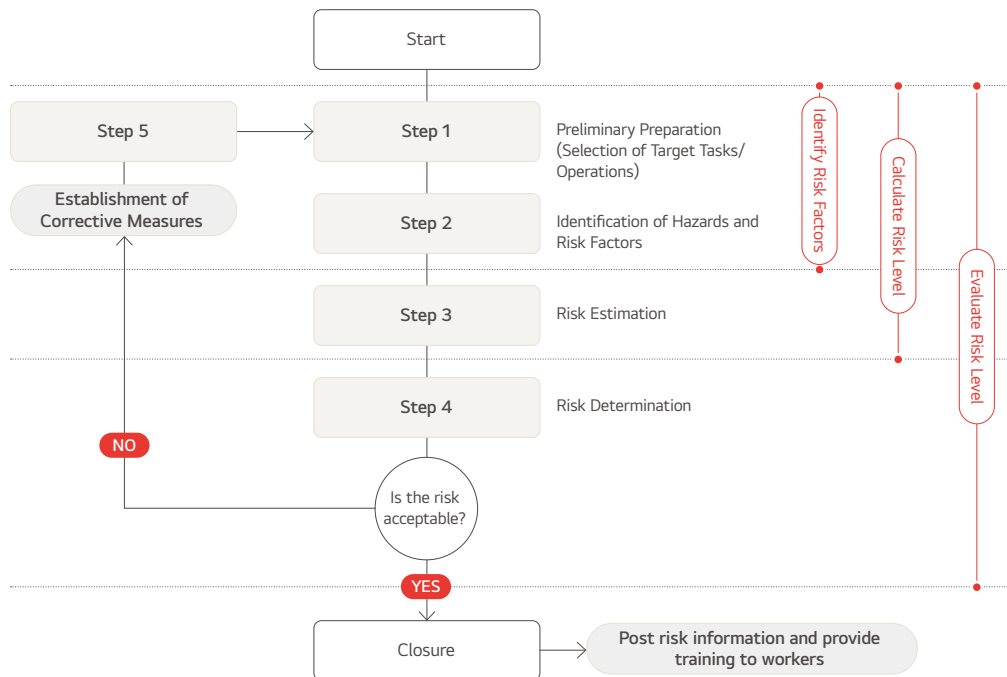 Start
Step 5
Step 1
Preliminary Preparation
(Selection of Target Tasks/
Operations)
Identify Risk Factors
Calculate Risk Level
Evaluate Risk Level
Establishment of
Corrective Measures
Step 2
Identification of Hazards and
Risk Factors
Step 3
Risk Estimation
Step 4
Risk Determination
NO
Is the risk
acceptable?
YES
Closure
Post risk information and provide
training to workers